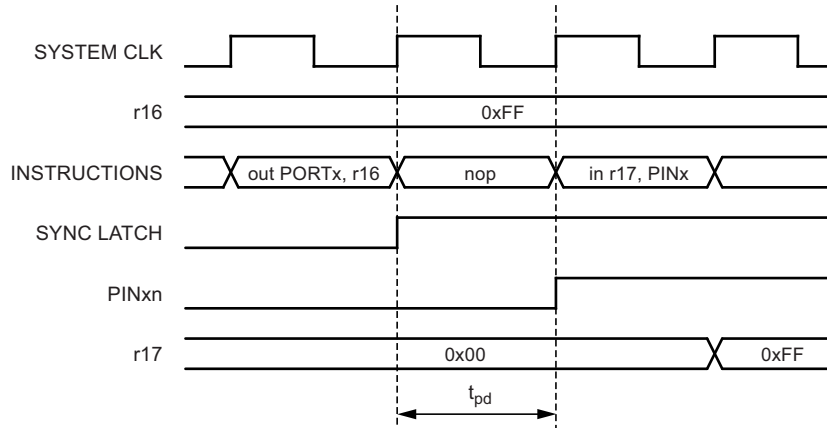 SYSTEM CLK
r16 0xFF
INSTRUCTIONS out PORTx, r16 nop in r17, PINx
SYNC LATCH
PINxn
r17 0x00 0xFF
tpd